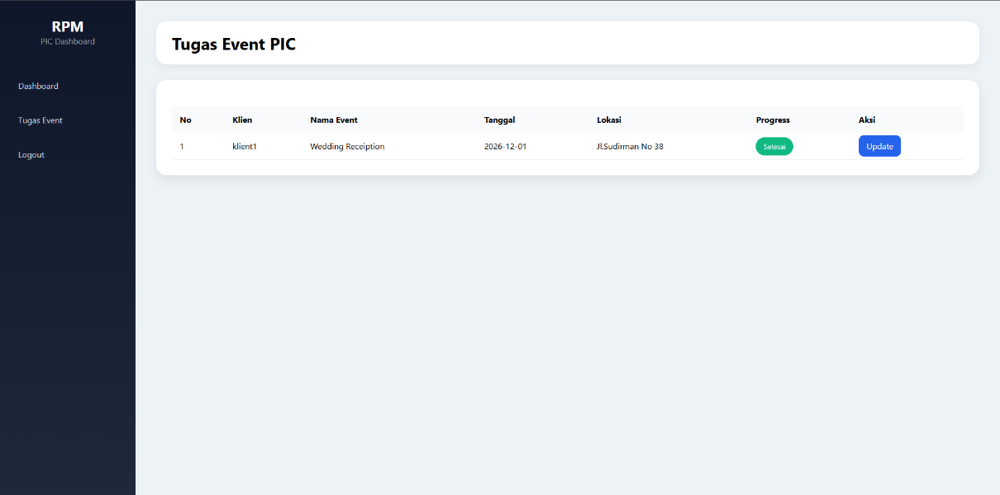 RPM
PIC Dashboard
Dashboard
Tugas Event
Logout
Tugas Event PIC
No Klien Nama Event Tanggal Lokasi Progress Aksi
1 klient1 Wedding Receiption 2026-12-01 Jl.Sudirman No 38 Selesai Update